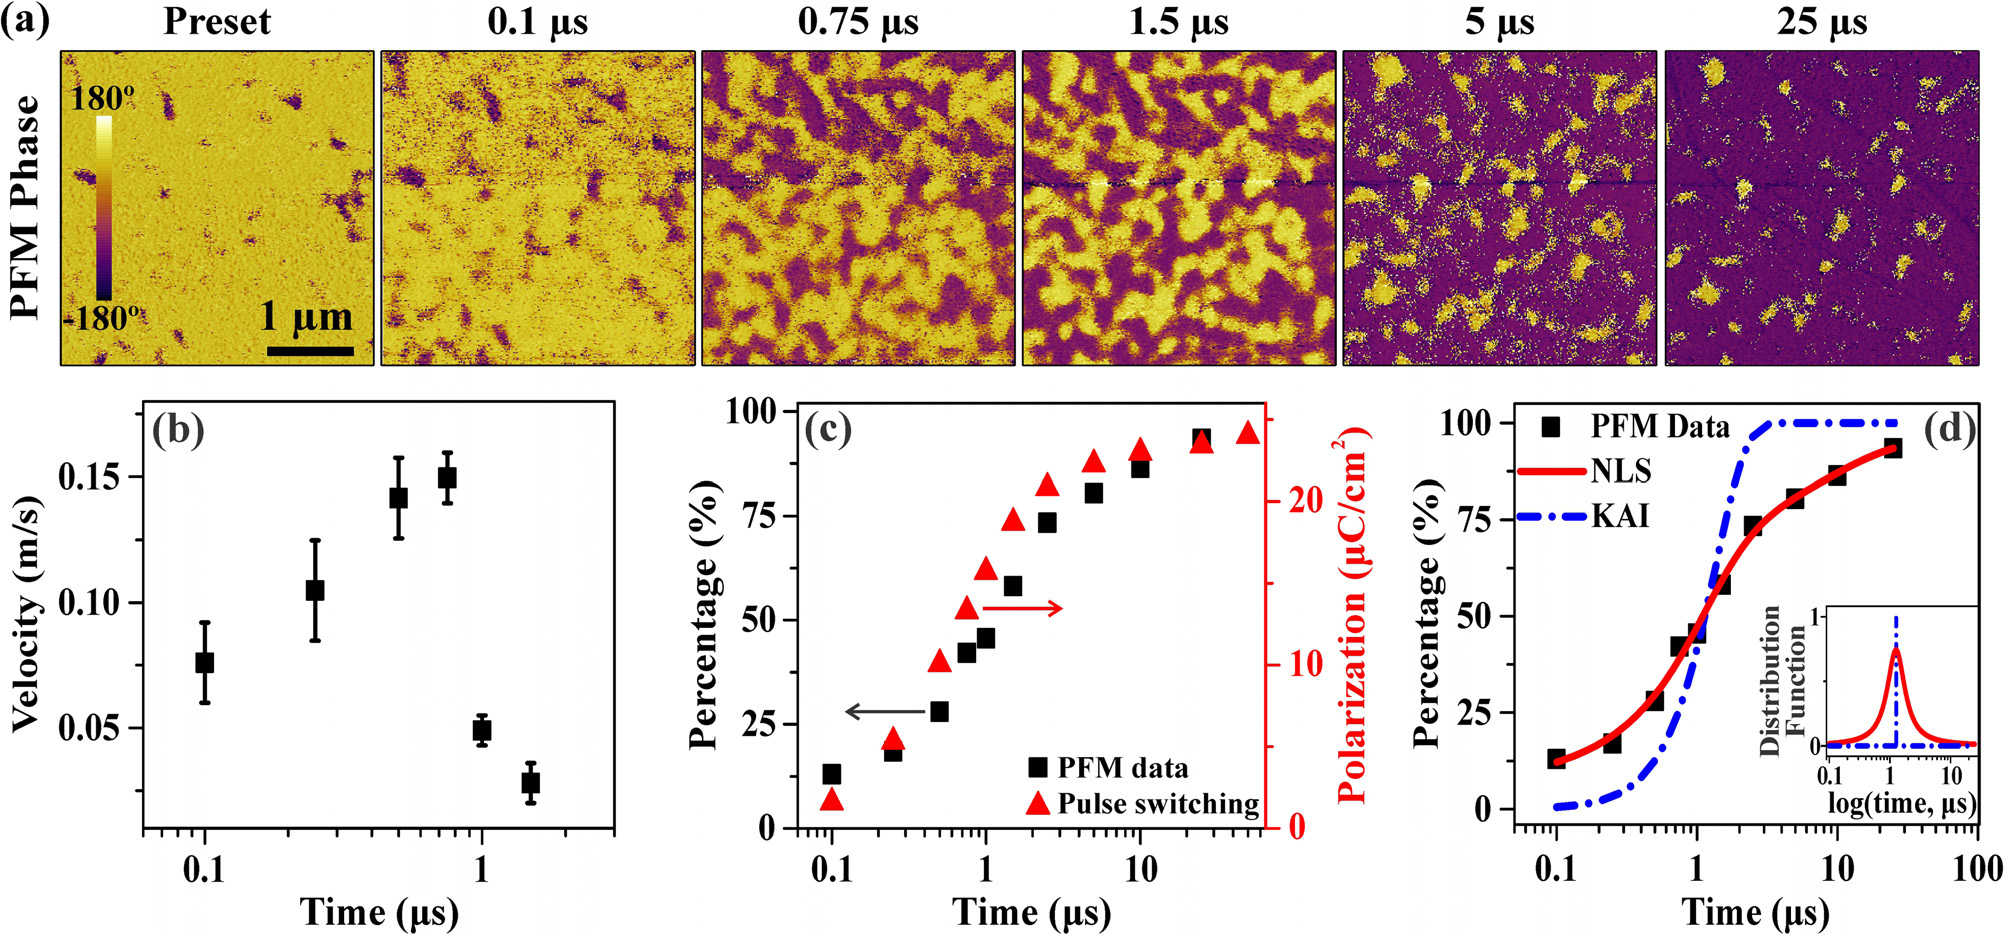 (a)
Preset
0.1 μs
0.75 μs
1.5 μs
5 μs
25 μs
PFM Phase
180°
-180°
1 μm
(b)
Velocity (m/s)
0.15
0.10
0.05
0.1
1
Time (μs)
(c)
Percentage (%)
100
75
50
25
0
0.1
1
10
Time (μs)
PFM data
Pulse switching
20
10
0
Polarization (μC/cm²)
(d)
Percentage (%)
100
75
50
25
0
PFM Data
NLS
KAI
0.1
1
10
100
Time (μs)
Distribution
Function
1
0
0.1
1
10
log(time, μs)